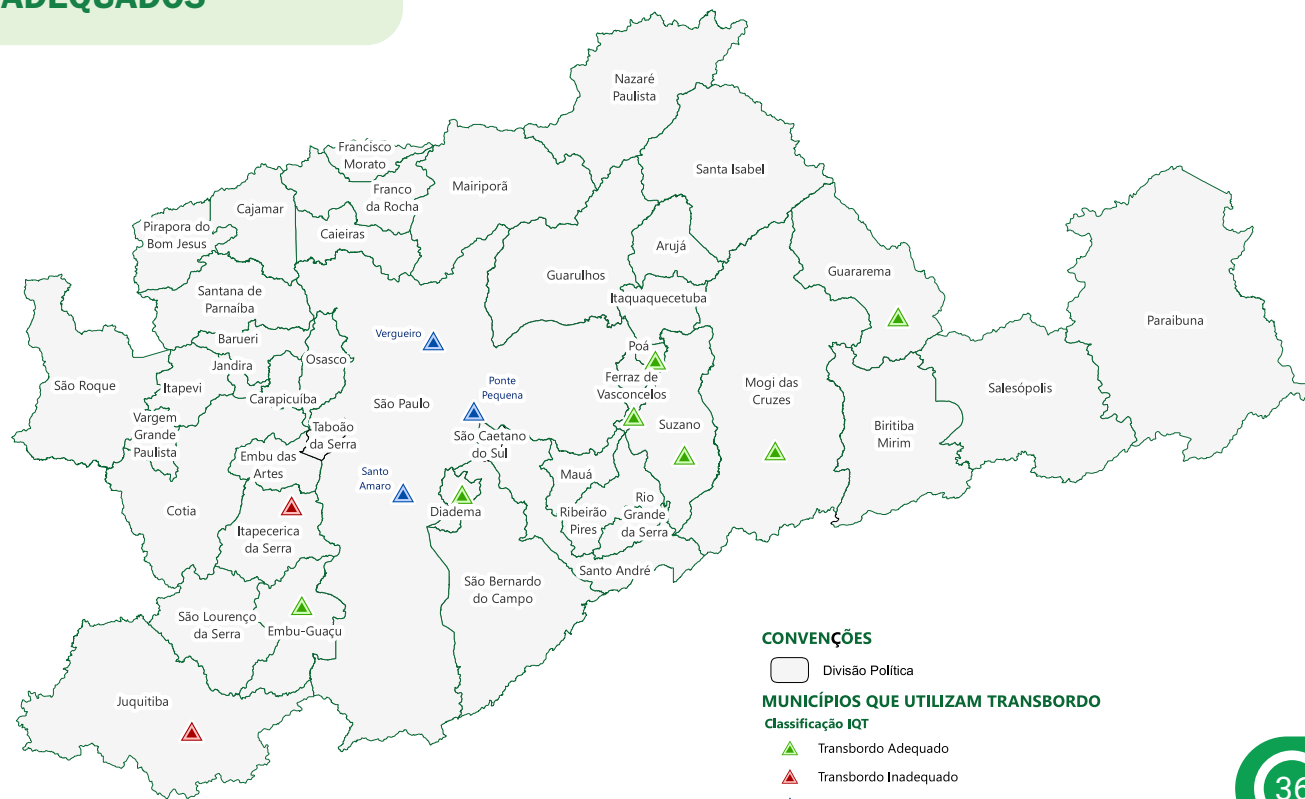 ADEQUADOS
Nazaré
Paulista
Francisco
Morato
Santa Isabel
Mairiporã
Franco
da Rocha
Cajamar
Pirapora do
Bom Jesus
Caieiras
Arujá
Guarulhos
Guararema
Santana de
Parnaíba
Itaquaquecetuba
Paraibuna
Vergueiro
Barueri
Poá
Osasco
Jandira
Ponte
Pequena
Ferraz de
Vasconcelos
Mogi das
Cruzes
São Roque
Itapevi
Salesópolis
Carapicuíba
São Paulo
Vargem
Grande
Paulista
Taboão
da Serra
Suzano
Biritiba
Mirim
São Caetano
do Sul
Embu das
Artes
Santo
Amaro
Mauá
Rio
Grande
da Serra
Cotia
Diadema
Ribeirão
Pires
Itapecerica
da Serra
Santo André
São Bernardo
do Campo
São Lourenço
da Serra
Embu-Guaçu
Juquitiba
CONVENÇÕES
Divisão Política
MUNICÍPIOS QUE UTILIZAM TRANSBORDO
Classificação IQT
Transbordo Adequado
Transbordo Inadequado
36